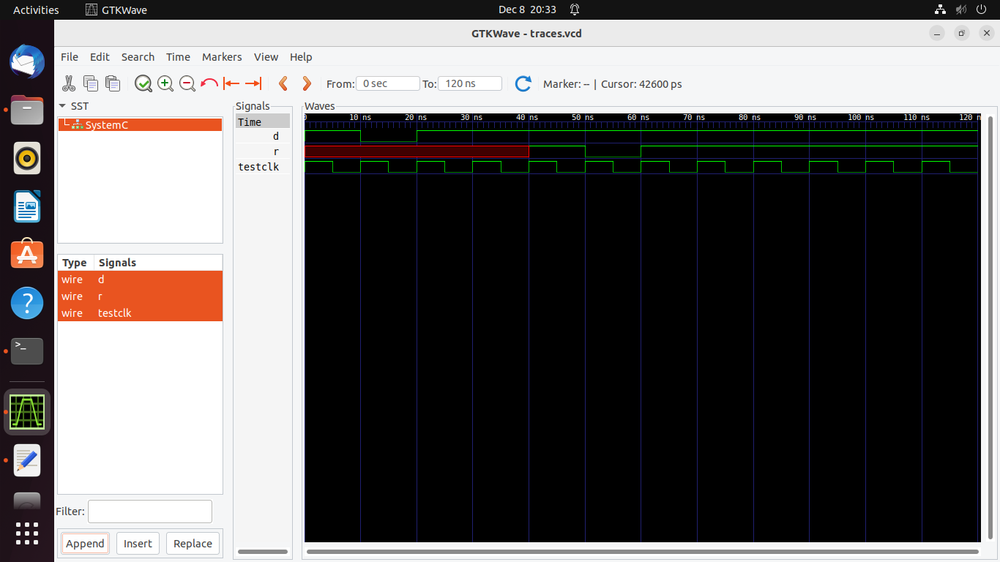 Activities GTKWave Dec 8 20:33
GTKWave - traces.vcd
File Edit Search Time Markers View Help
From: 0 sec To: 120 ns Marker: -- | Cursor: 42600 ps
SST
SystemC
Type Signals
wire d
wire r
wire testclk
Filter:
Append Insert Replace
Signals
Time
d
r
testclk
Waves
0 10 ns 20 ns 30 ns 40 ns 50 ns 60 ns 70 ns 80 ns 90 ns 100 ns 110 ns 120 n